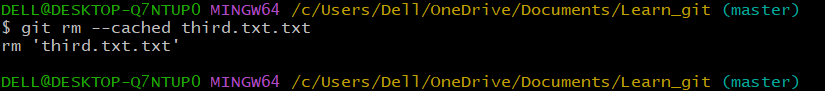 DELL@DESKTOP-Q7NTUP0 MINGW64 /c/Users/Dell/OneDrive/Documents/Learn_git (master)
$ git rm --cached third.txt.txt
rm 'third.txt.txt'
DELL@DESKTOP-Q7NTUP0 MINGW64 /c/Users/Dell/OneDrive/Documents/Learn_git (master)